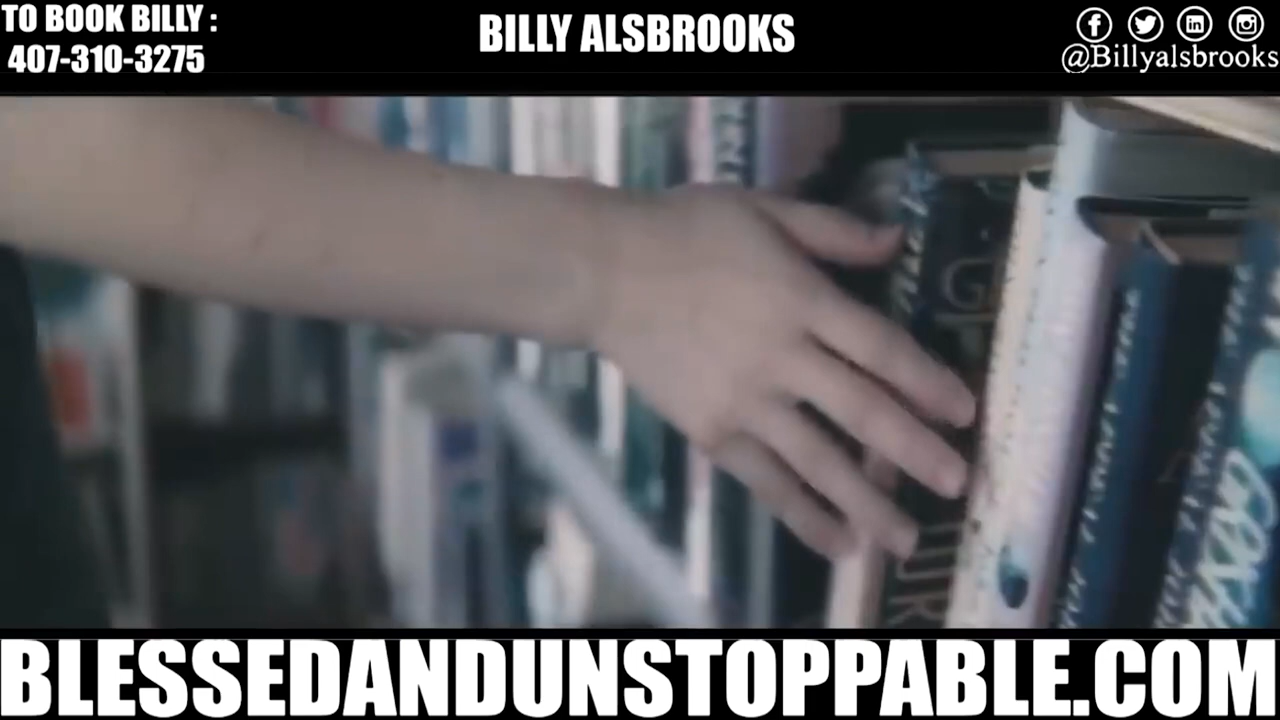 TO BOOK BILLY :
407-310-3275
BILLY ALSBROOKS
@Billyalsbrooks
BLESSEDANDUNSTOPPABLE.COM